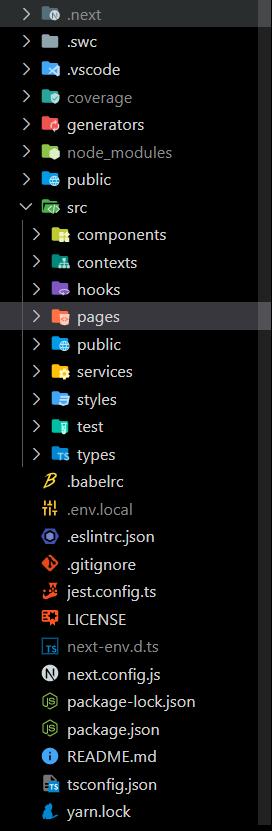 .next
.swc
.vscode
coverage
generators
node_modules
public
src
components
contexts
hooks
pages
public
services
styles
test
types
.babelrc
.env.local
.eslintrc.json
.gitignore
jest.config.ts
LICENSE
next-env.d.ts
next.config.js
package-lock.json
package.json
README.md
tsconfig.json
yarn.lock